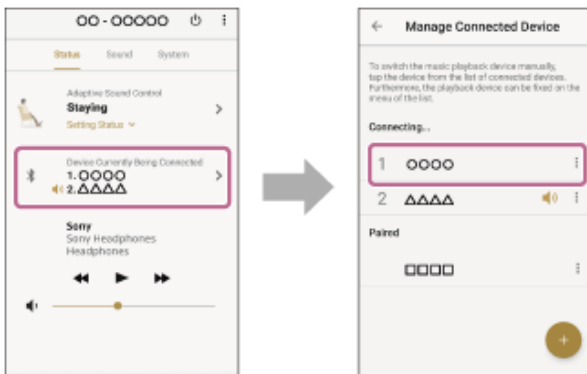 OO - OOOOO
Status Sound System
Adaptive Sound Control
Staying
Setting Status
Device Currently Being Connected
1. OOOO
2. △△△△
Sony
Sony Headphones
Headphones
Manage Connected Device
To switch the music playback device manually,
tap the device from the list of connected devices.
Furthermore, the playback device can be fixed on the
menu of the list.
Connecting...
1 OOOO
2 △△△△
Paired
□□□□